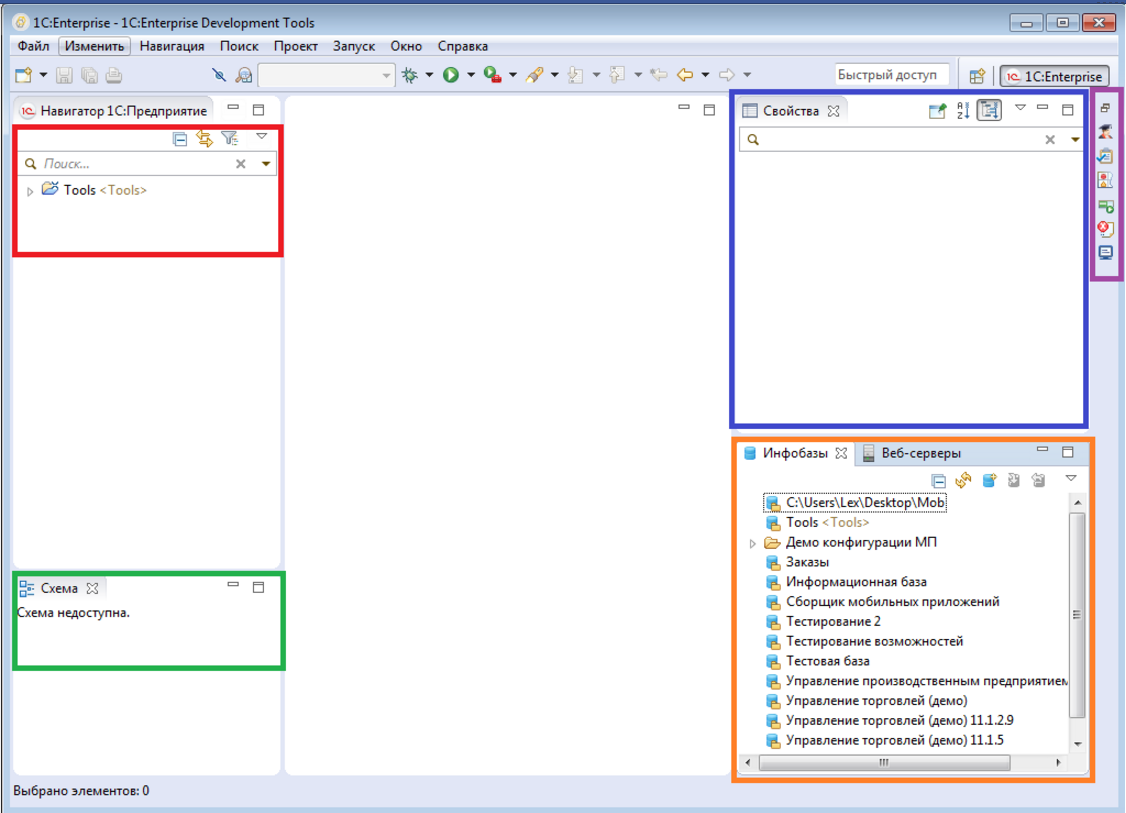 1C:Enterprise - 1C:Enterprise Development Tools
Файл Изменить Навигация Поиск Проект Запуск Окно Справка
Быстрый доступ 1C:Enterprise
Навигатор 1С:Предприятие
Поиск...
Tools <Tools>
Схема
Схема недоступна.
Свойства
Инфобазы Веб-серверы
C:\Users\Lex\Desktop\Mob
Tools <Tools>
Демо конфигурации МП
Заказы
Информационная база
Сборщик мобильных приложений
Тестирование 2
Тестирование возможностей
Тестовая база
Управление производственным предприятием
Управление торговлей (демо)
Управление торговлей (демо) 11.1.2.9
Управление торговлей (демо) 11.1.5
Выбрано элементов: 0